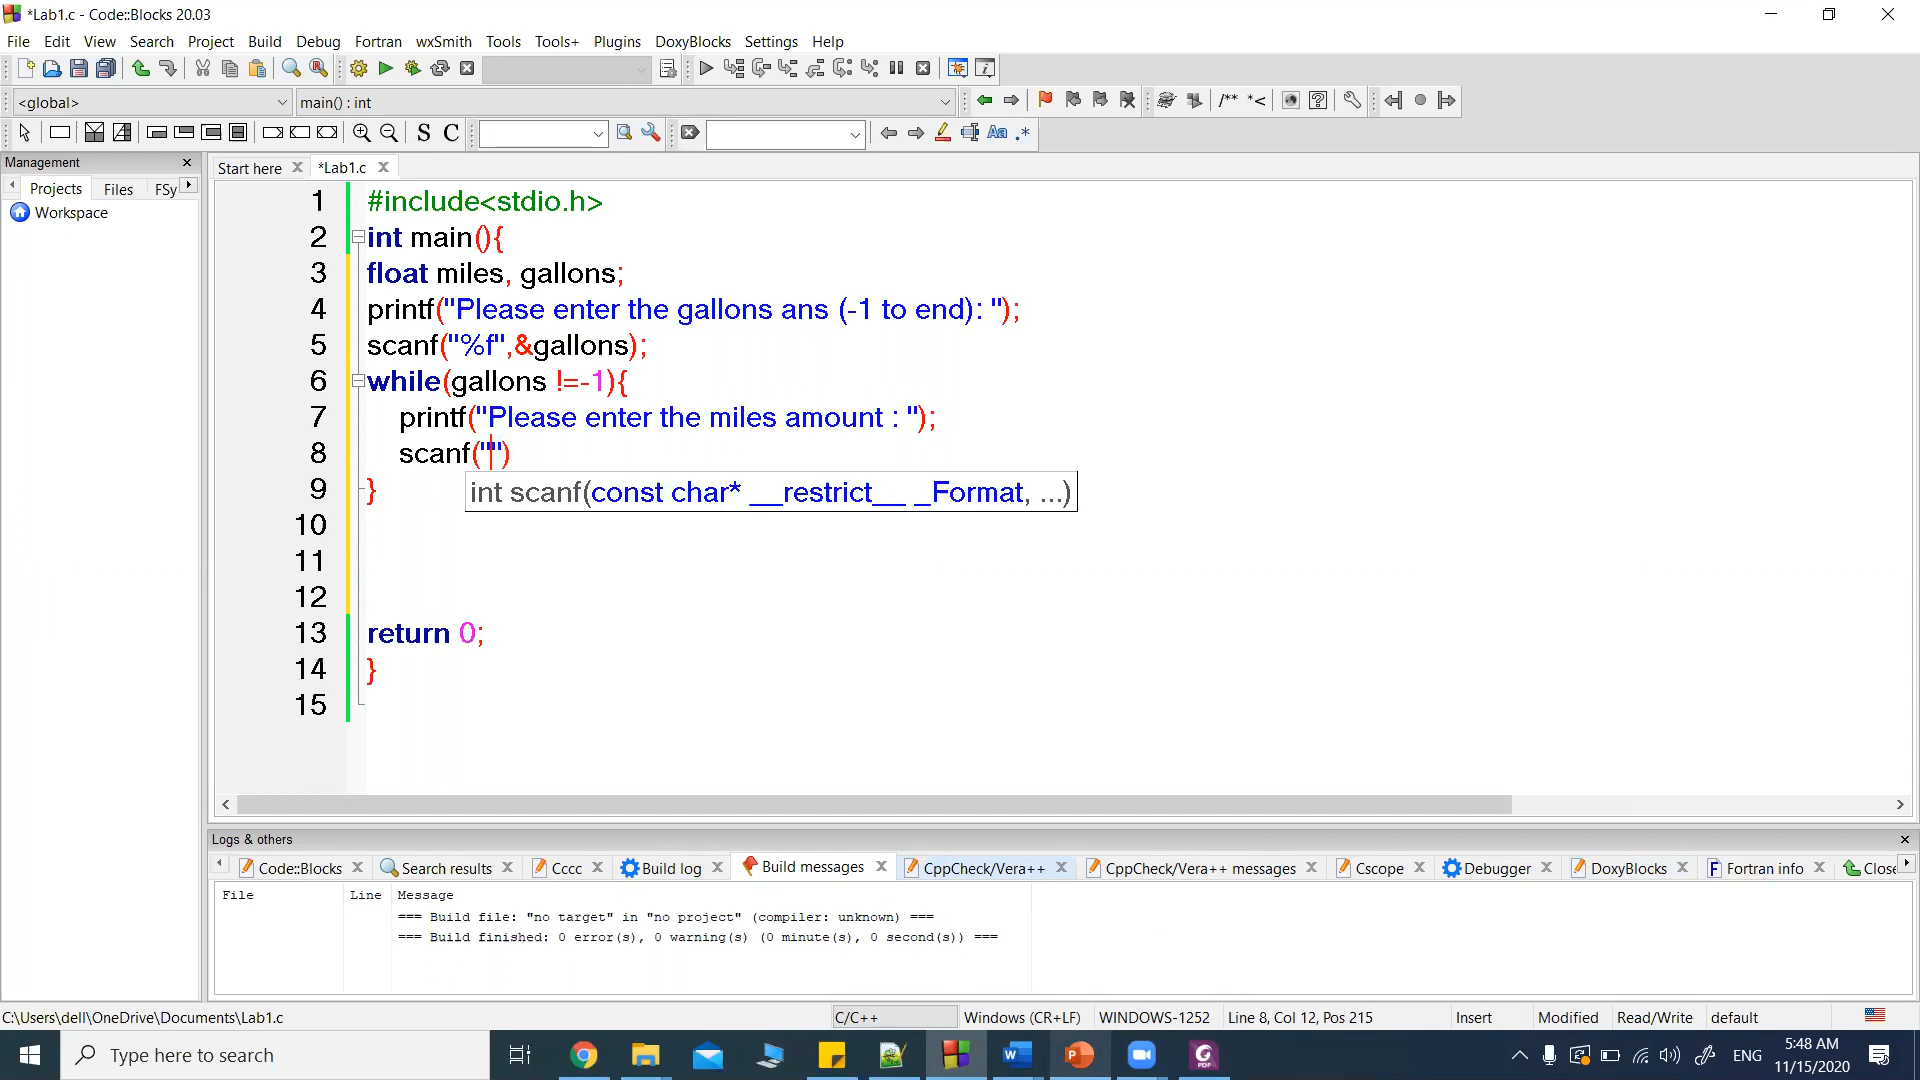 *Lab1.c - Code::Blocks 20.03
File Edit View Search Project Build Debug Fortran wxSmith Tools Tools+ Plugins DoxyBlocks Settings Help
<global> main() : int
/** *<
S C Aa .*
Management
Start here *Lab1.c
Projects Files FSy
Workspace
1 #include<stdio.h>
2 int main(){
3 float miles, gallons;
4 printf("Please enter the gallons ans (-1 to end): ");
5 scanf("%f",&gallons);
6 while(gallons !=-1){
7 printf("Please enter the miles amount : ");
8 scanf("")
9 }
int scanf(const char* __restrict__ _Format, ...)
10
11
12
13 return 0;
14 }
15
Logs & others
Code::Blocks Search results Cccc Build log Build messages CppCheck/Vera++ CppCheck/Vera++ messages Cscope Debugger DoxyBlocks Fortran info Close
File Line Message
=== Build file: "no target" in "no project" (compiler: unknown) ===
=== Build finished: 0 error(s), 0 warning(s) (0 minute(s), 0 second(s)) ===
C:\Users\dell\OneDrive\Documents\Lab1.c C/C++ Windows (CR+LF) WINDOWS-1252 Line 8, Col 12, Pos 215 Insert Modified Read/Write default
Type here to search
ENG
5:48 AM
11/15/2020